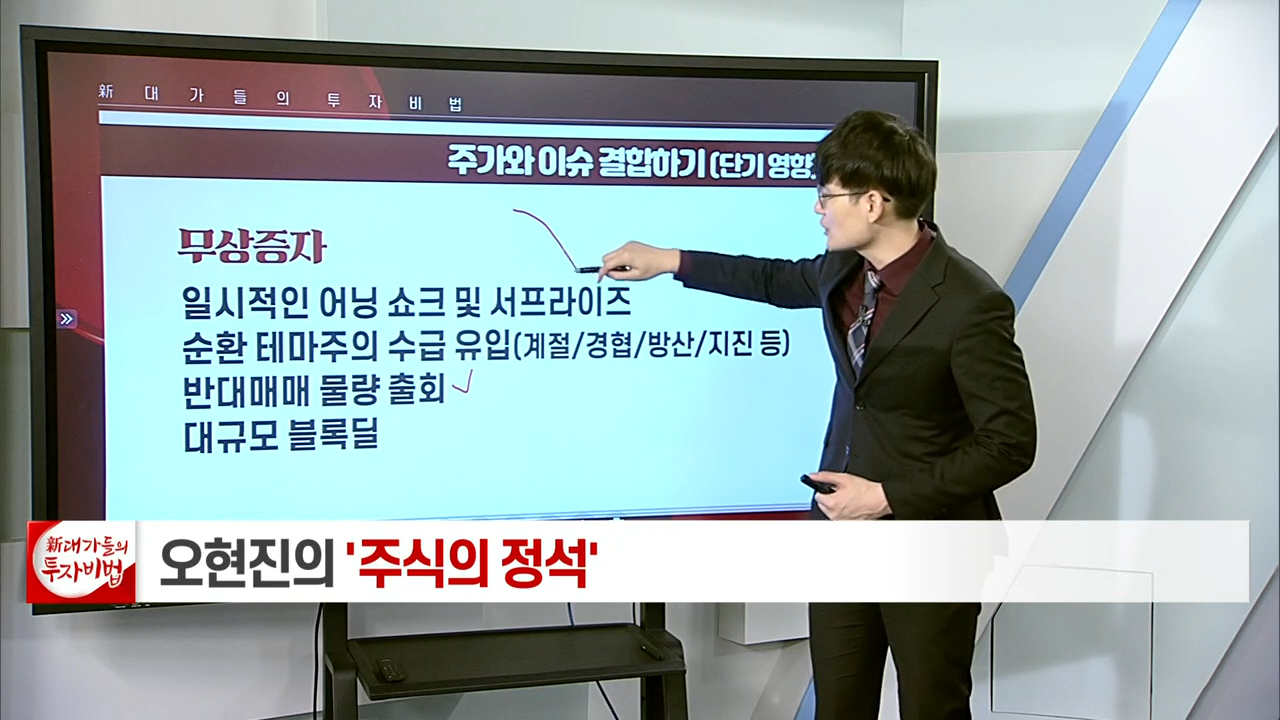 新 대 가 들 의 투 자 비 법
주가와 이슈 결합하기 (단기 영향)
무상증자
일시적인 어닝 쇼크 및 서프라이즈
순환 테마주의 수급 유입(계절/경협/방산/지진 등)
반대매매 물량 출회
대규모 블록딜
新대가들의
투자비법
오현진의 '주식의 정석'